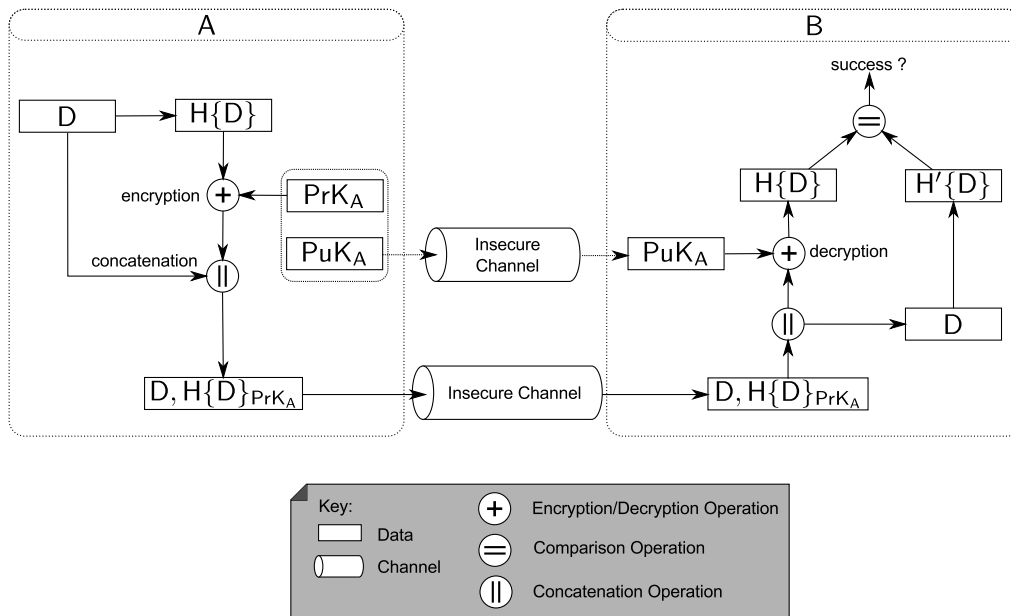 A
B
success ?
D
H{D}
H{D}
H′{D}
encryption
+
PrK_A
concatenation
||
PuK_A
Insecure
Channel
PuK_A
+
decryption
=
||
D
D, H{D}_PrK_A
Insecure Channel
D, H{D}_PrK_A
Key:
Data
Channel
+ Encryption/Decryption Operation
= Comparison Operation
|| Concatenation Operation